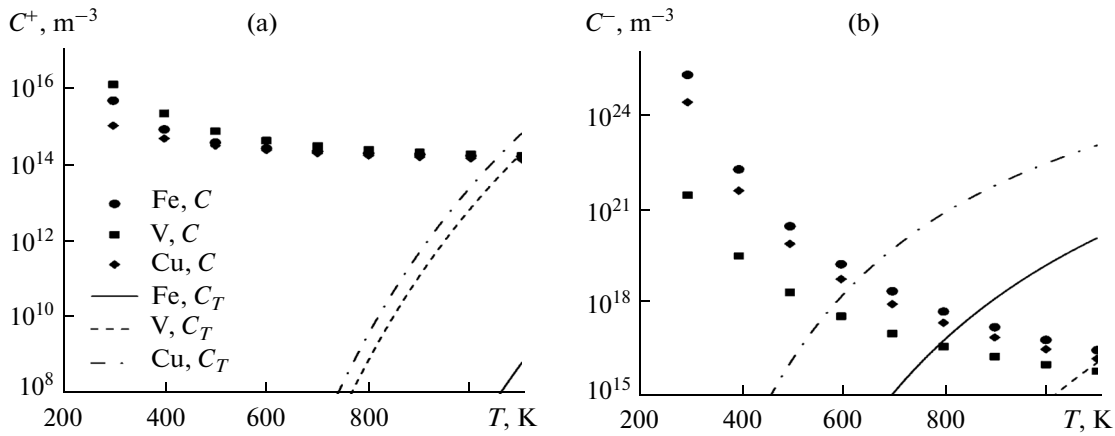 C⁺, m⁻³ (a)
10¹⁶
10¹⁴
10¹²
10¹⁰
10⁸
Fe, C
V, C
Cu, C
Fe, C_T
V, C_T
Cu, C_T
200 400 600 800 T, K
C⁻, m⁻³ (b)
10²⁴
10²¹
10¹⁸
10¹⁵
200 400 600 800 T, K